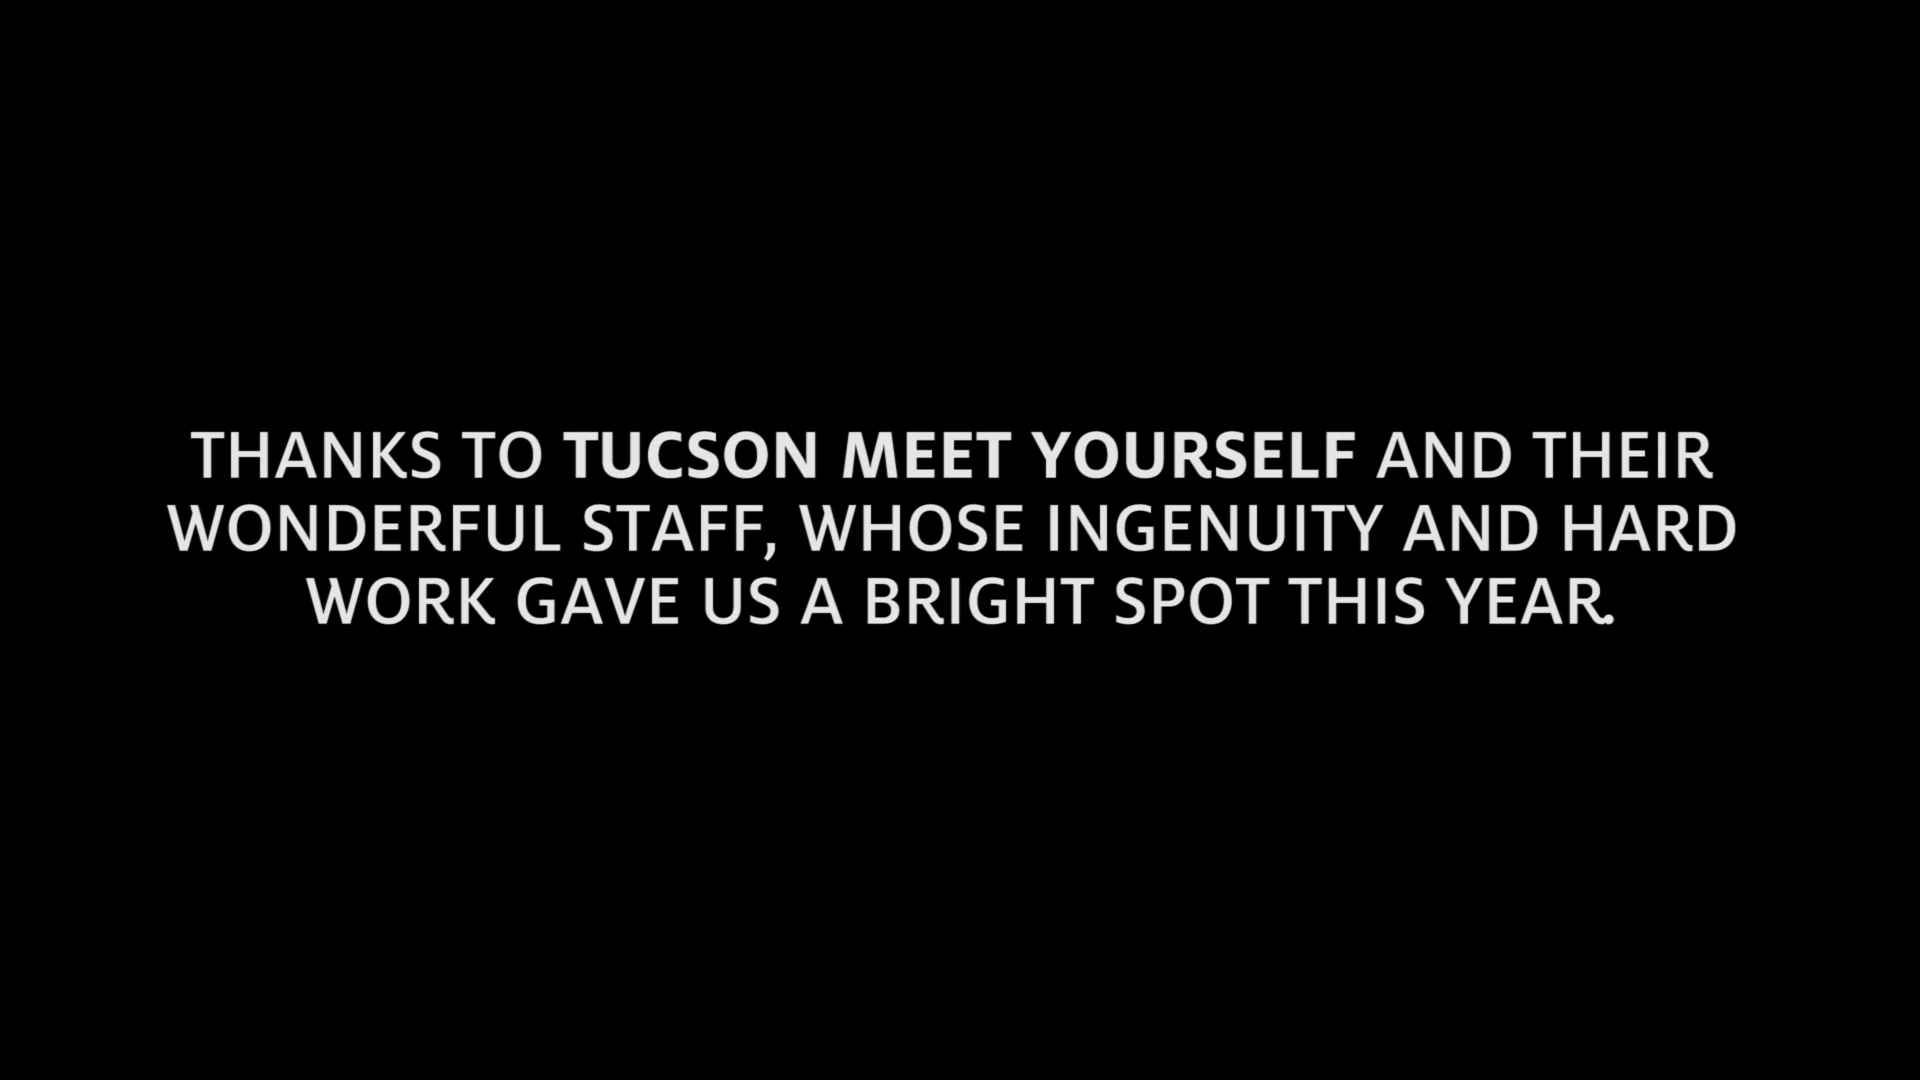 THANKS TO TUCSON MEET YOURSELF AND THEIR
WONDERFUL STAFF, WHOSE INGENUITY AND HARD
WORK GAVE US A BRIGHT SPOT THIS YEAR.